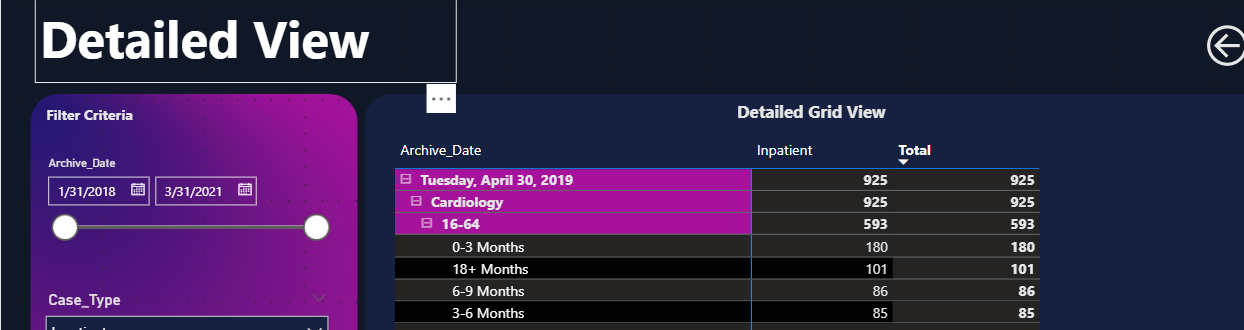 Detailed View
Filter Criteria
Archive_Date
1/31/2018 3/31/2021
Case_Type
Detailed Grid View
Archive_Date Inpatient Total
Tuesday, April 30, 2019 925 925
Cardiology 925 925
16-64 593 593
0-3 Months 180 180
18+ Months 101 101
6-9 Months 86 86
3-6 Months 85 85